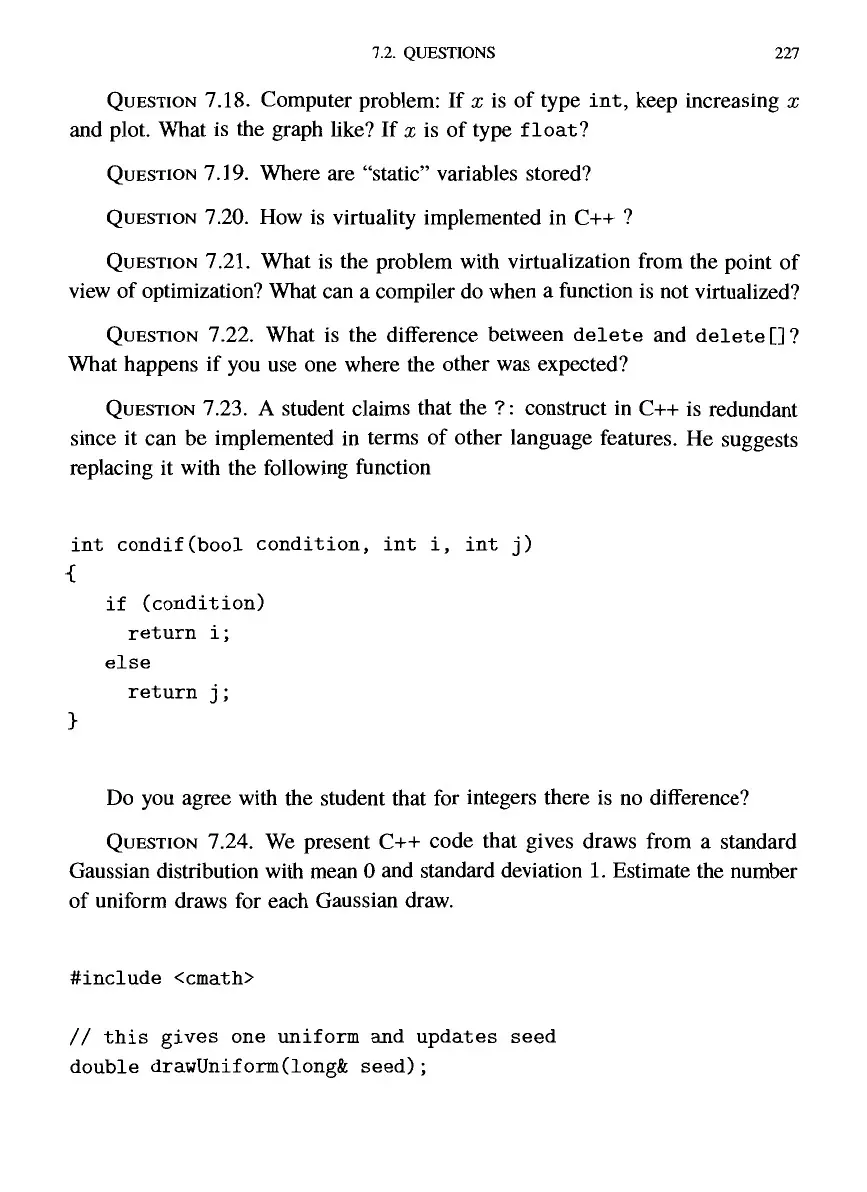 7.2. QUESTIONS 227
QUESTION 7.18. Computer problem: If x is of type int, keep increasing x
and plot. What is the graph like? If x is of type float?
QUESTION 7.19. Where are “static” variables stored?
QUESTION 7.20. How is virtuality implemented in C++ ?
QUESTION 7.21. What is the problem with virtualization from the point of
view of optimization? What can a compiler do when a function is not virtualized?
QUESTION 7.22. What is the difference between delete and delete[]?
What happens if you use one where the other was expected?
QUESTION 7.23. A student claims that the ?: construct in C++ is redundant
since it can be implemented in terms of other language features. He suggests
replacing it with the following function
int condif(bool condition, int i, int j)
{
if (condition)
return i;
else
return j;
}
Do you agree with the student that for integers there is no difference?
QUESTION 7.24. We present C++ code that gives draws from a standard
Gaussian distribution with mean 0 and standard deviation 1. Estimate the number
of uniform draws for each Gaussian draw.
#include <cmath>
// this gives one uniform and updates seed
double drawUniform(long& seed);